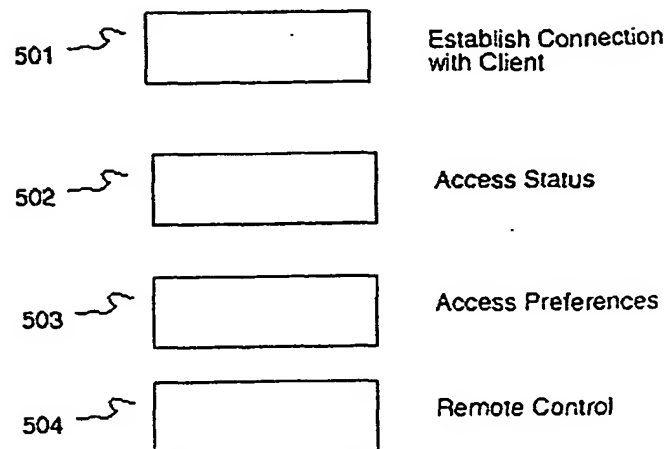 501
Establish Connection
with Client
502
Access Status
503
Access Preferences
504
Remote Control